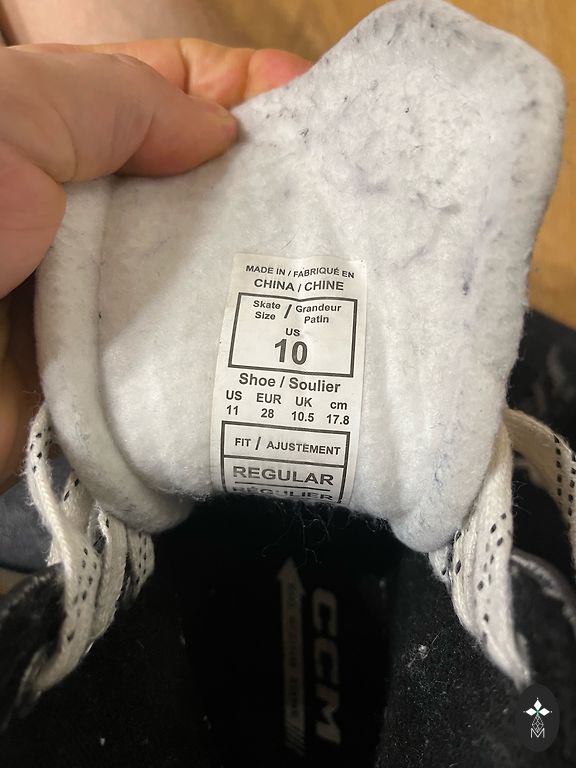 MADE IN / FABRIQUÉ EN
CHINA / CHINE
Skate Size / Grandeur Patin
US
10
Shoe / Soulier
US EUR UK cm
11 28 10.5 17.8
FIT / AJUSTEMENT
REGULAR
RÉGULIER
CCM
M